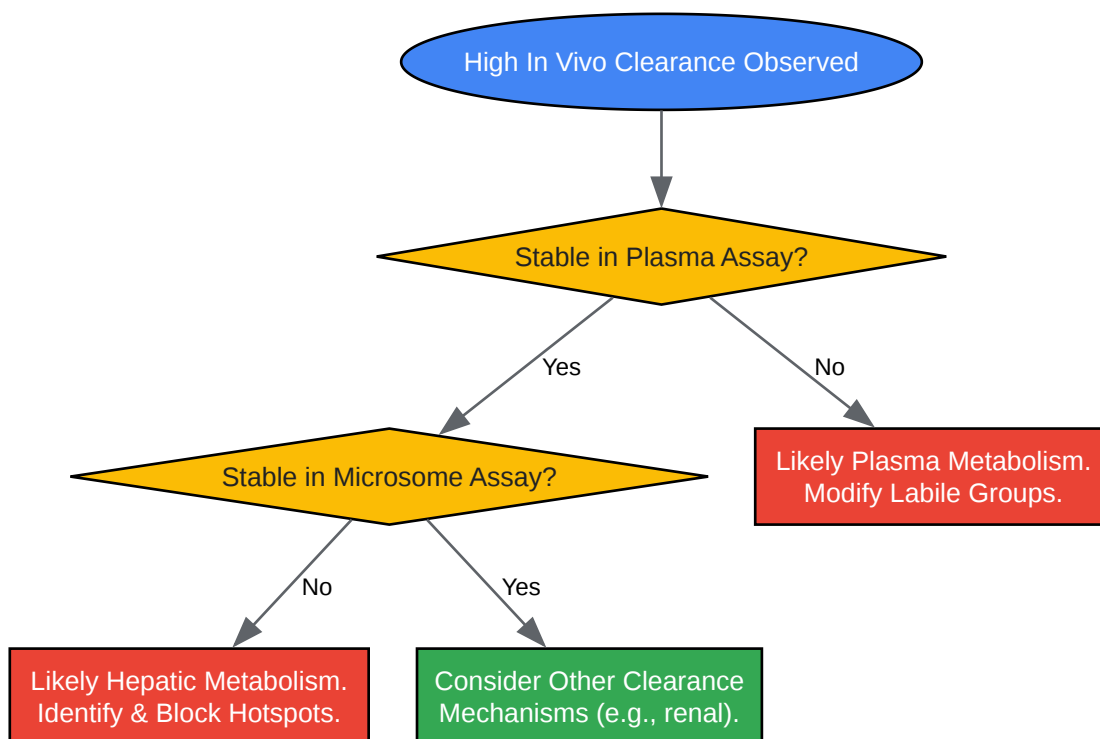 High In Vivo Clearance Observed
Stable in Plasma Assay?
Yes
No
Stable in Microsome Assay?
Likely Plasma Metabolism.
Modify Labile Groups.
No
Yes
Likely Hepatic Metabolism.
Identify & Block Hotspots.
Consider Other Clearance
Mechanisms (e.g., renal).